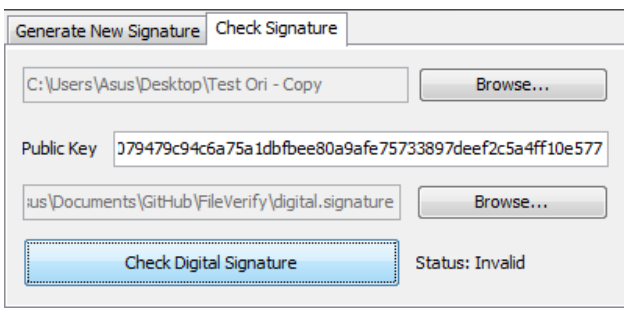 Generate New Signature Check Signature
C:\Users\Asus\Desktop\Test Ori - Copy Browse...
Public Key 079479c94c6a75a1dbfbee80a9afe75733897deef2c5a4ff10e577
sus\Documents\GitHub\FileVerify\digital.signature Browse...
Check Digital Signature Status: Invalid